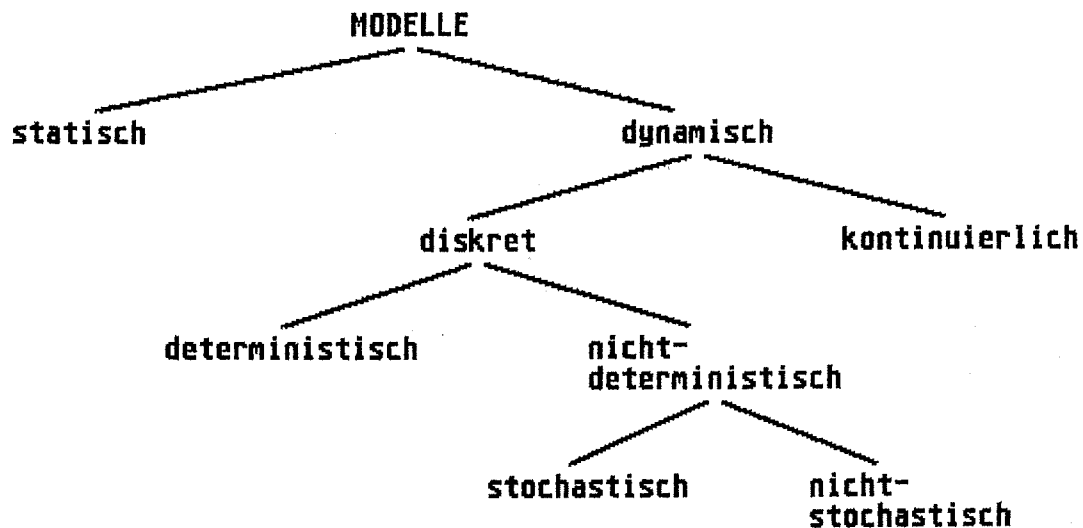 MODELLE
statisch
dynamisch
diskret
kontinuierlich
deterministisch
nicht-
deterministisch
stochastisch
nicht-
stochastisch